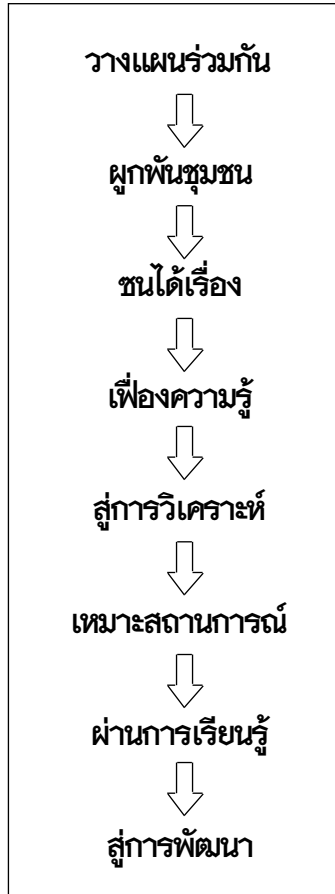 วางแผนร่วมกัน
ผูกพันชุมชน
ซนได้เรื่อง
เฟื่องความรู้
สู่การวิเคราะห์
เหมาะสถานการณ์
ผ่านการเรียนรู้
สู่การพัฒนา